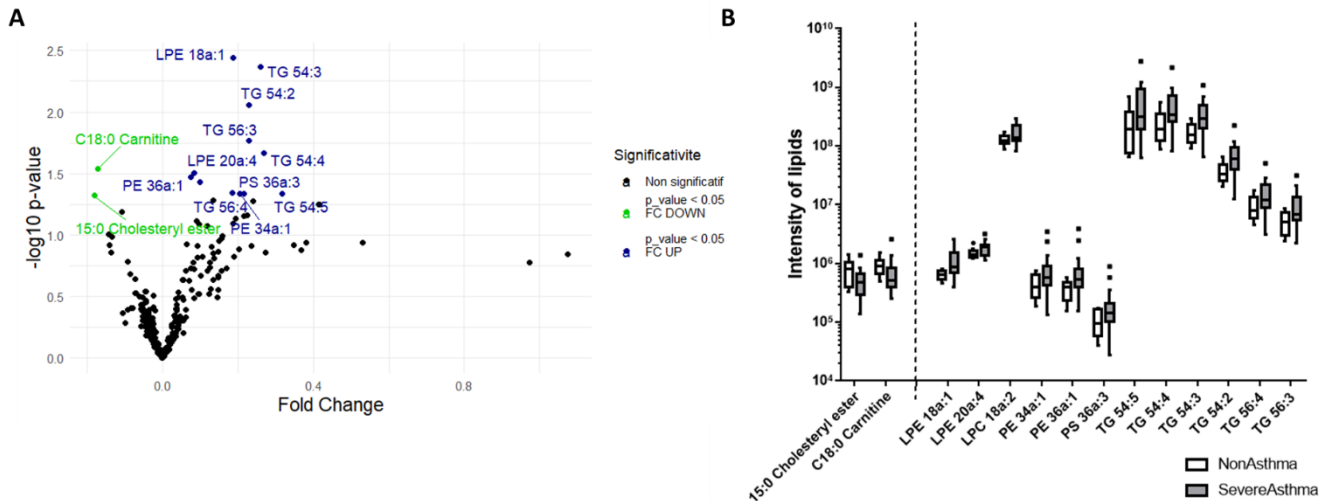 A
2.5
2.0
1.5
1.0
0.5
0.0
-log10 p-value
0.0
0.4
0.8
Fold Change
LPE 18a:1
TG 54:3
TG 54:2
TG 56:3
C18:0 Carnitine
LPE 20a:4
TG 54:4
PE 36a:1
PS 36a:3
TG 56:4
TG 54:5
15:0 Cholesteryl ester
PE 34a:1
Significativite
Non significatif
p_value < 0.05
FC DOWN
p_value < 0.05
FC UP
B
Intensity of lipids
10^10
10^9
10^8
10^7
10^6
10^5
10^4
15:0 Cholesteryl ester
C18:0 Carnitine
LPE 18a:1
LPE 20a:4
LPC 18a:2
PE 34a:1
PE 36a:1
PS 36a:3
TG 54:5
TG 54:4
TG 54:3
TG 54:2
TG 56:4
TG 56:3
NonAsthma
SevereAsthma